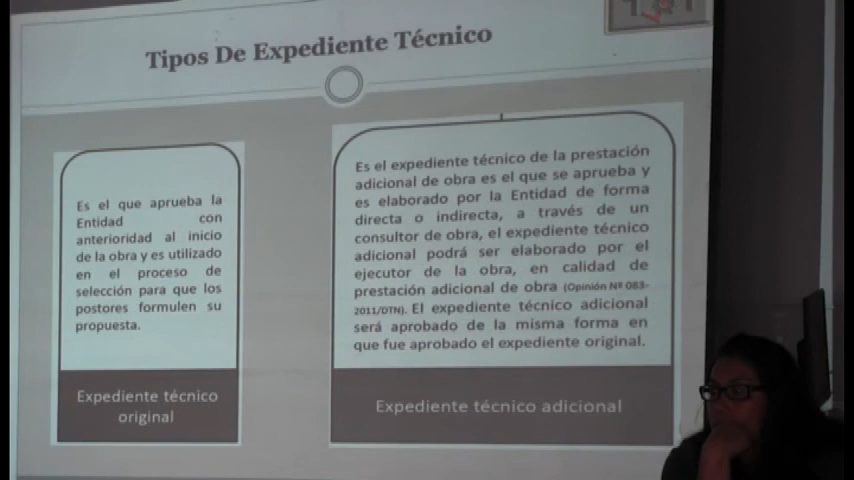 Tipos De Expediente Técnico
Es el que aprueba la
Entidad con
anterioridad al inicio
de la obra y es utilizado
en el proceso de
selección para que los
postores formulen su
propuesta.
Expediente técnico
original
Es el expediente técnico de la prestación
adicional de obra es el que se aprueba y
es elaborado por la Entidad de forma
directa o indirecta, a través de un
consultor de obra, el expediente técnico
adicional podrá ser elaborado por el
ejecutor de la obra, en calidad de
prestación adicional de obra (Opinión Nº 083-
2011/DTN). El expediente técnico adicional
será aprobado de la misma forma en
que fue aprobado el expediente original.
Expediente técnico adicional